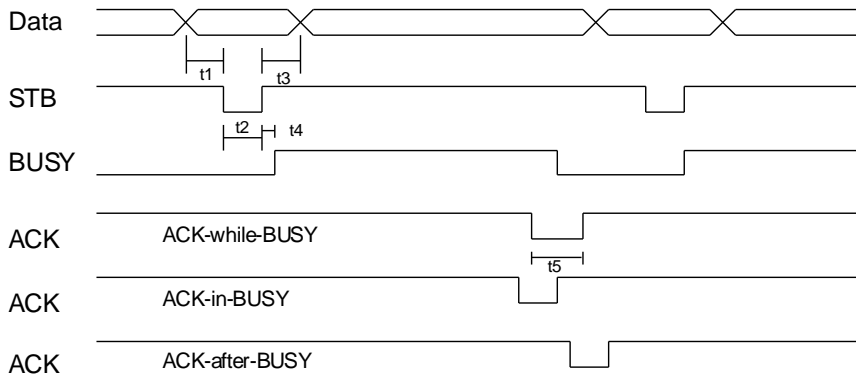 Data
t1
t3
STB
t2
t4
BUSY
ACK
ACK-while-BUSY
t5
ACK
ACK-in-BUSY
ACK
ACK-after-BUSY